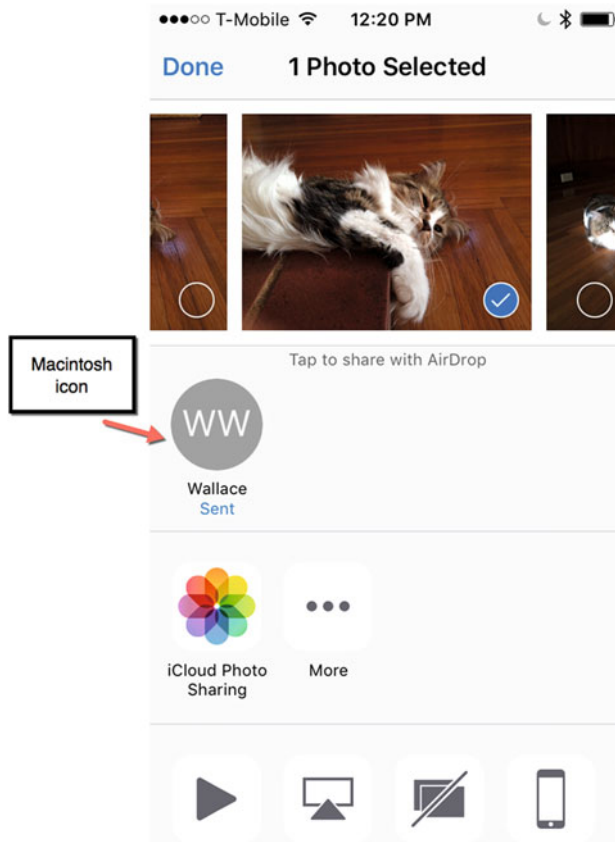 T-Mobile 12:20 PM
Done 1 Photo Selected
Tap to share with AirDrop
Macintosh
icon
WW
Wallace
Sent
iCloud Photo
Sharing
More